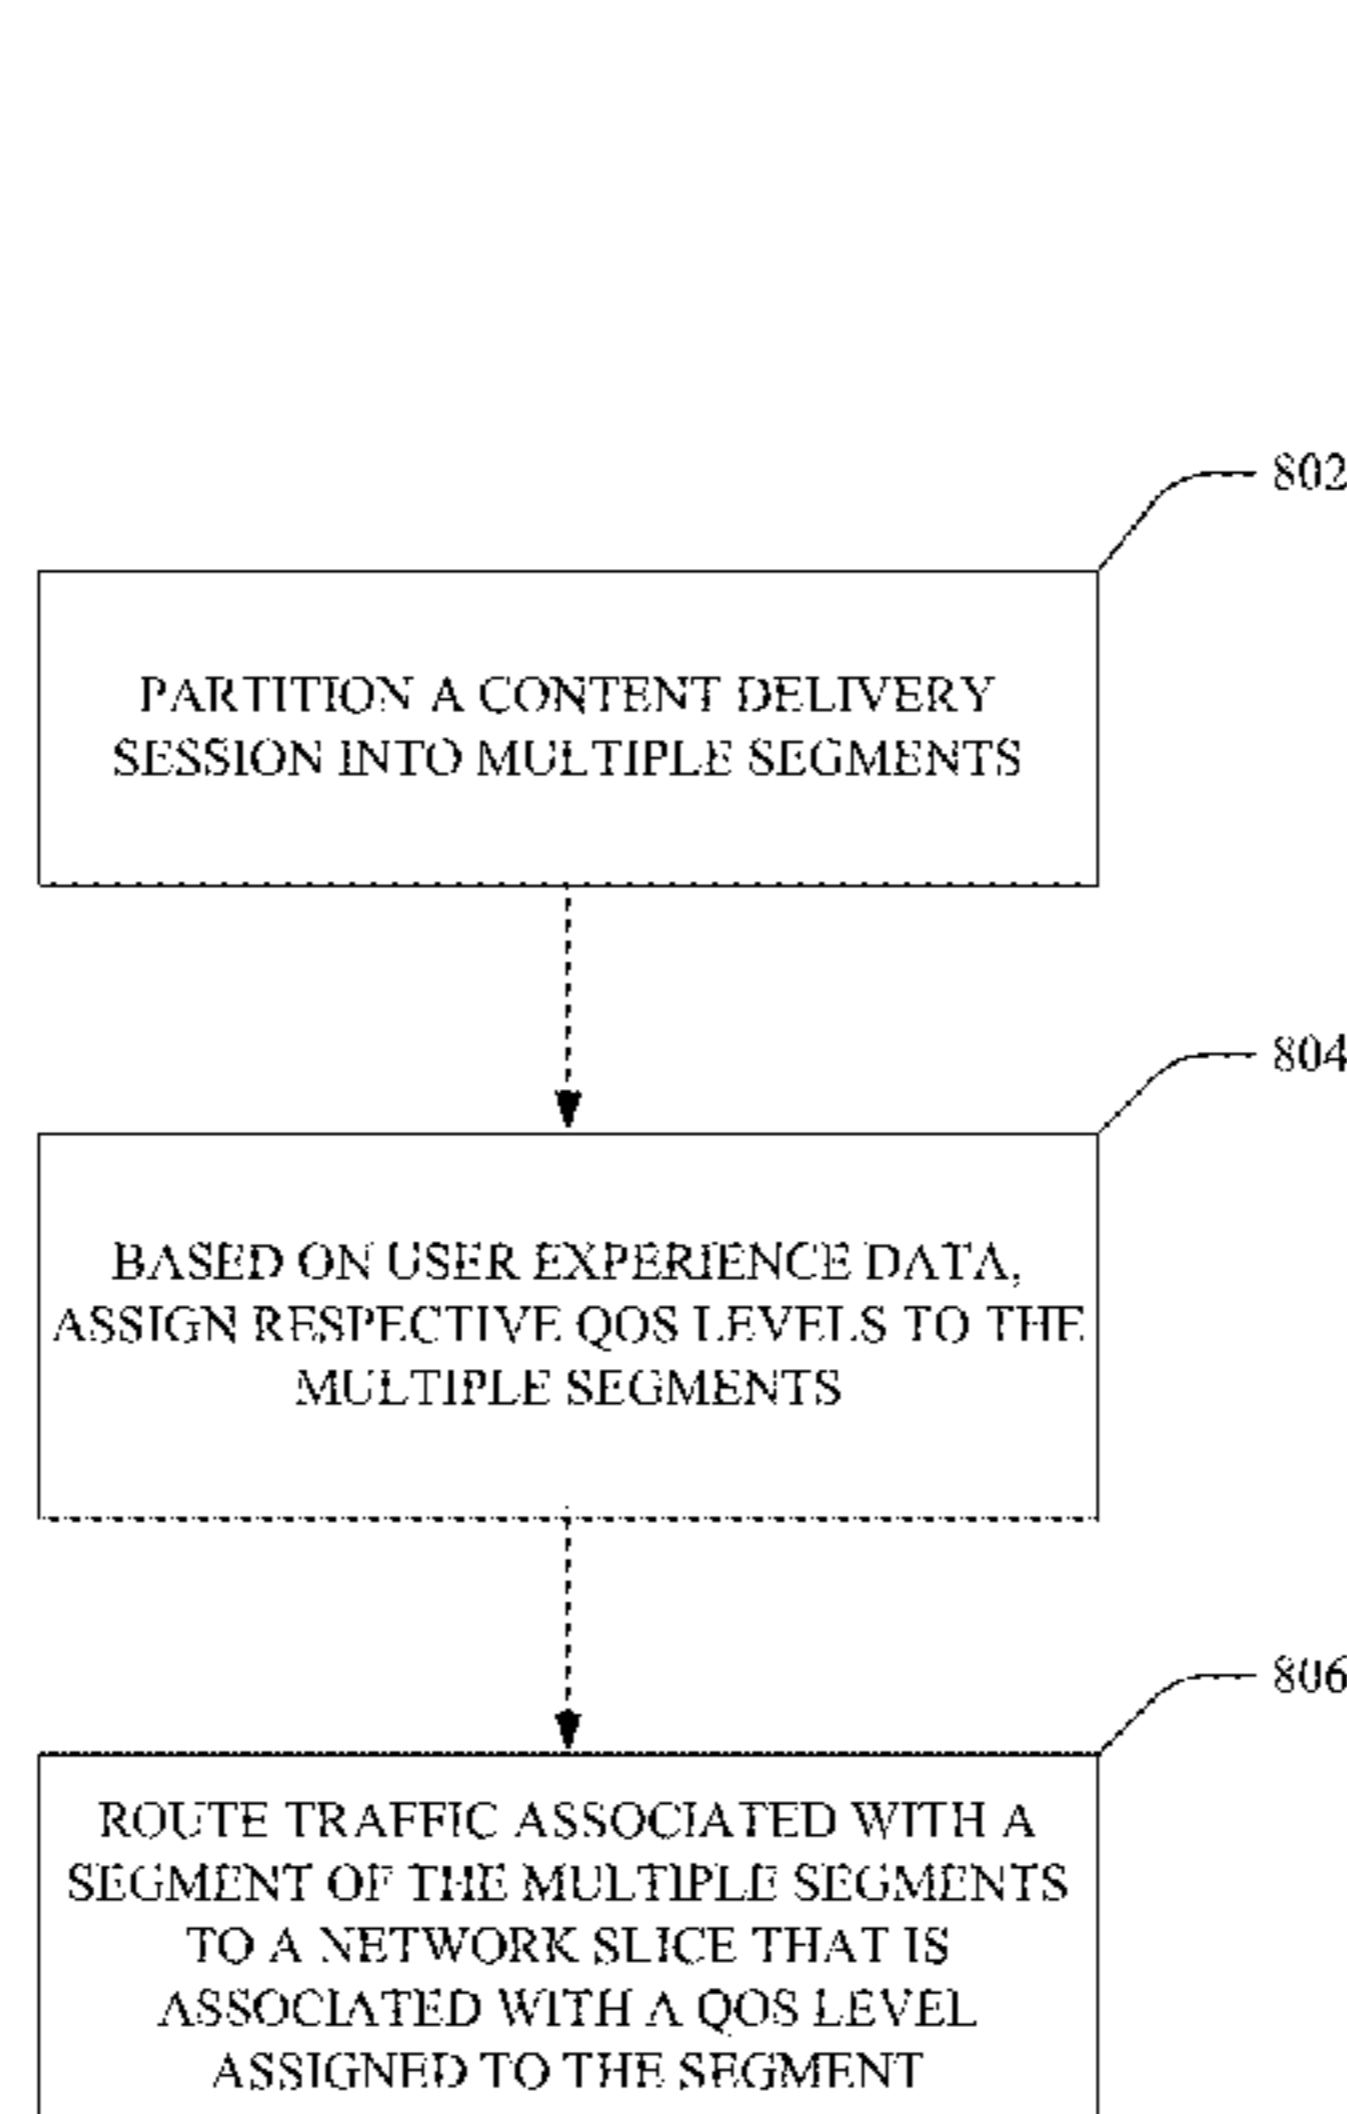 802
PARTITION A CONTENT DELIVERY
SESSION INTO MULTIPLE SEGMENTS
804
BASED ON USER EXPERIENCE DATA,
ASSIGN RESPECTIVE QOS LEVELS TO THE
MULTIPLE SEGMENTS
806
ROUTE TRAFFIC ASSOCIATED WITH A
SEGMENT OF THE MULTIPLE SEGMENTS
TO A NETWORK SLICE THAT IS
ASSOCIATED WITH A QOS LEVEL
ASSIGNED TO THE SEGMENT